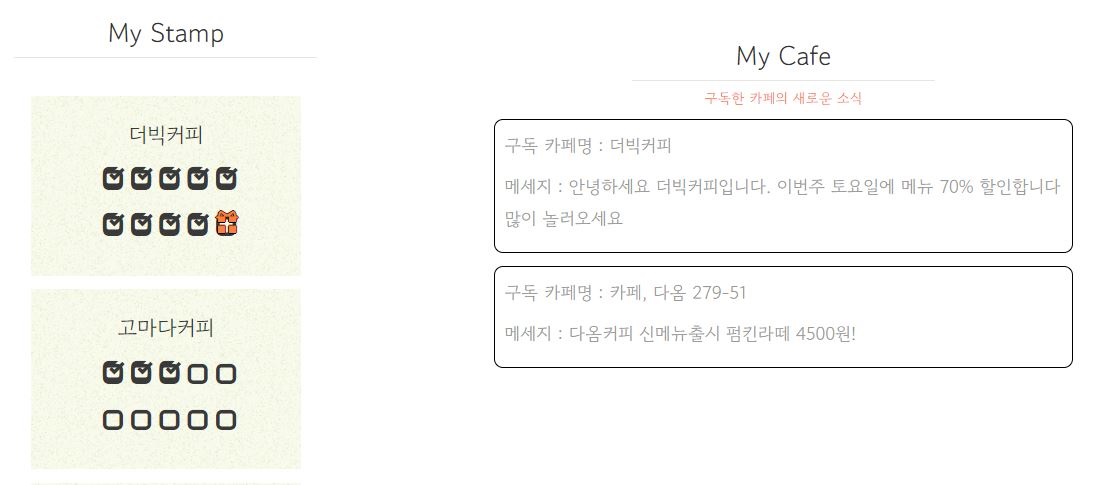 My Stamp
더빅커피
고마다커피
My Cafe
구독한 카페의 새로운 소식
구독 카페명 : 더빅커피
메세지 : 안녕하세요 더빅커피입니다. 이번주 토요일에 메뉴 70% 할인합니다
많이 놀러오세요
구독 카페명 : 카페, 다옴 279-51
메세지 : 다옴커피 신메뉴출시 펌킨라떼 4500원!